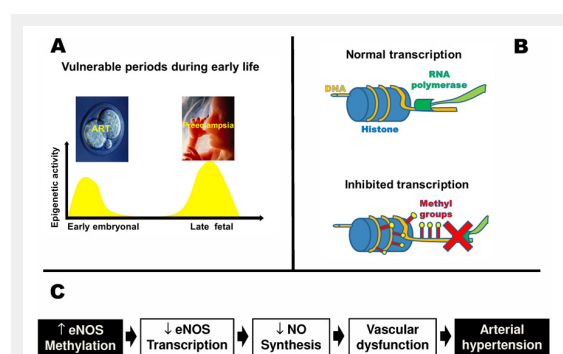 A
Vulnerable periods during early life
ART
Preeclampsia
Epigenetic activity
Early embryonal
Late fetal
B
Normal transcription
DNA
RNA
polymerase
Histone
Inhibited transcription
Methyl
groups
C
↑ eNOS
Methylation
↓ eNOS
Transcription
↓ NO
Synthesis
Vascular
dysfunction
Arterial
hypertension